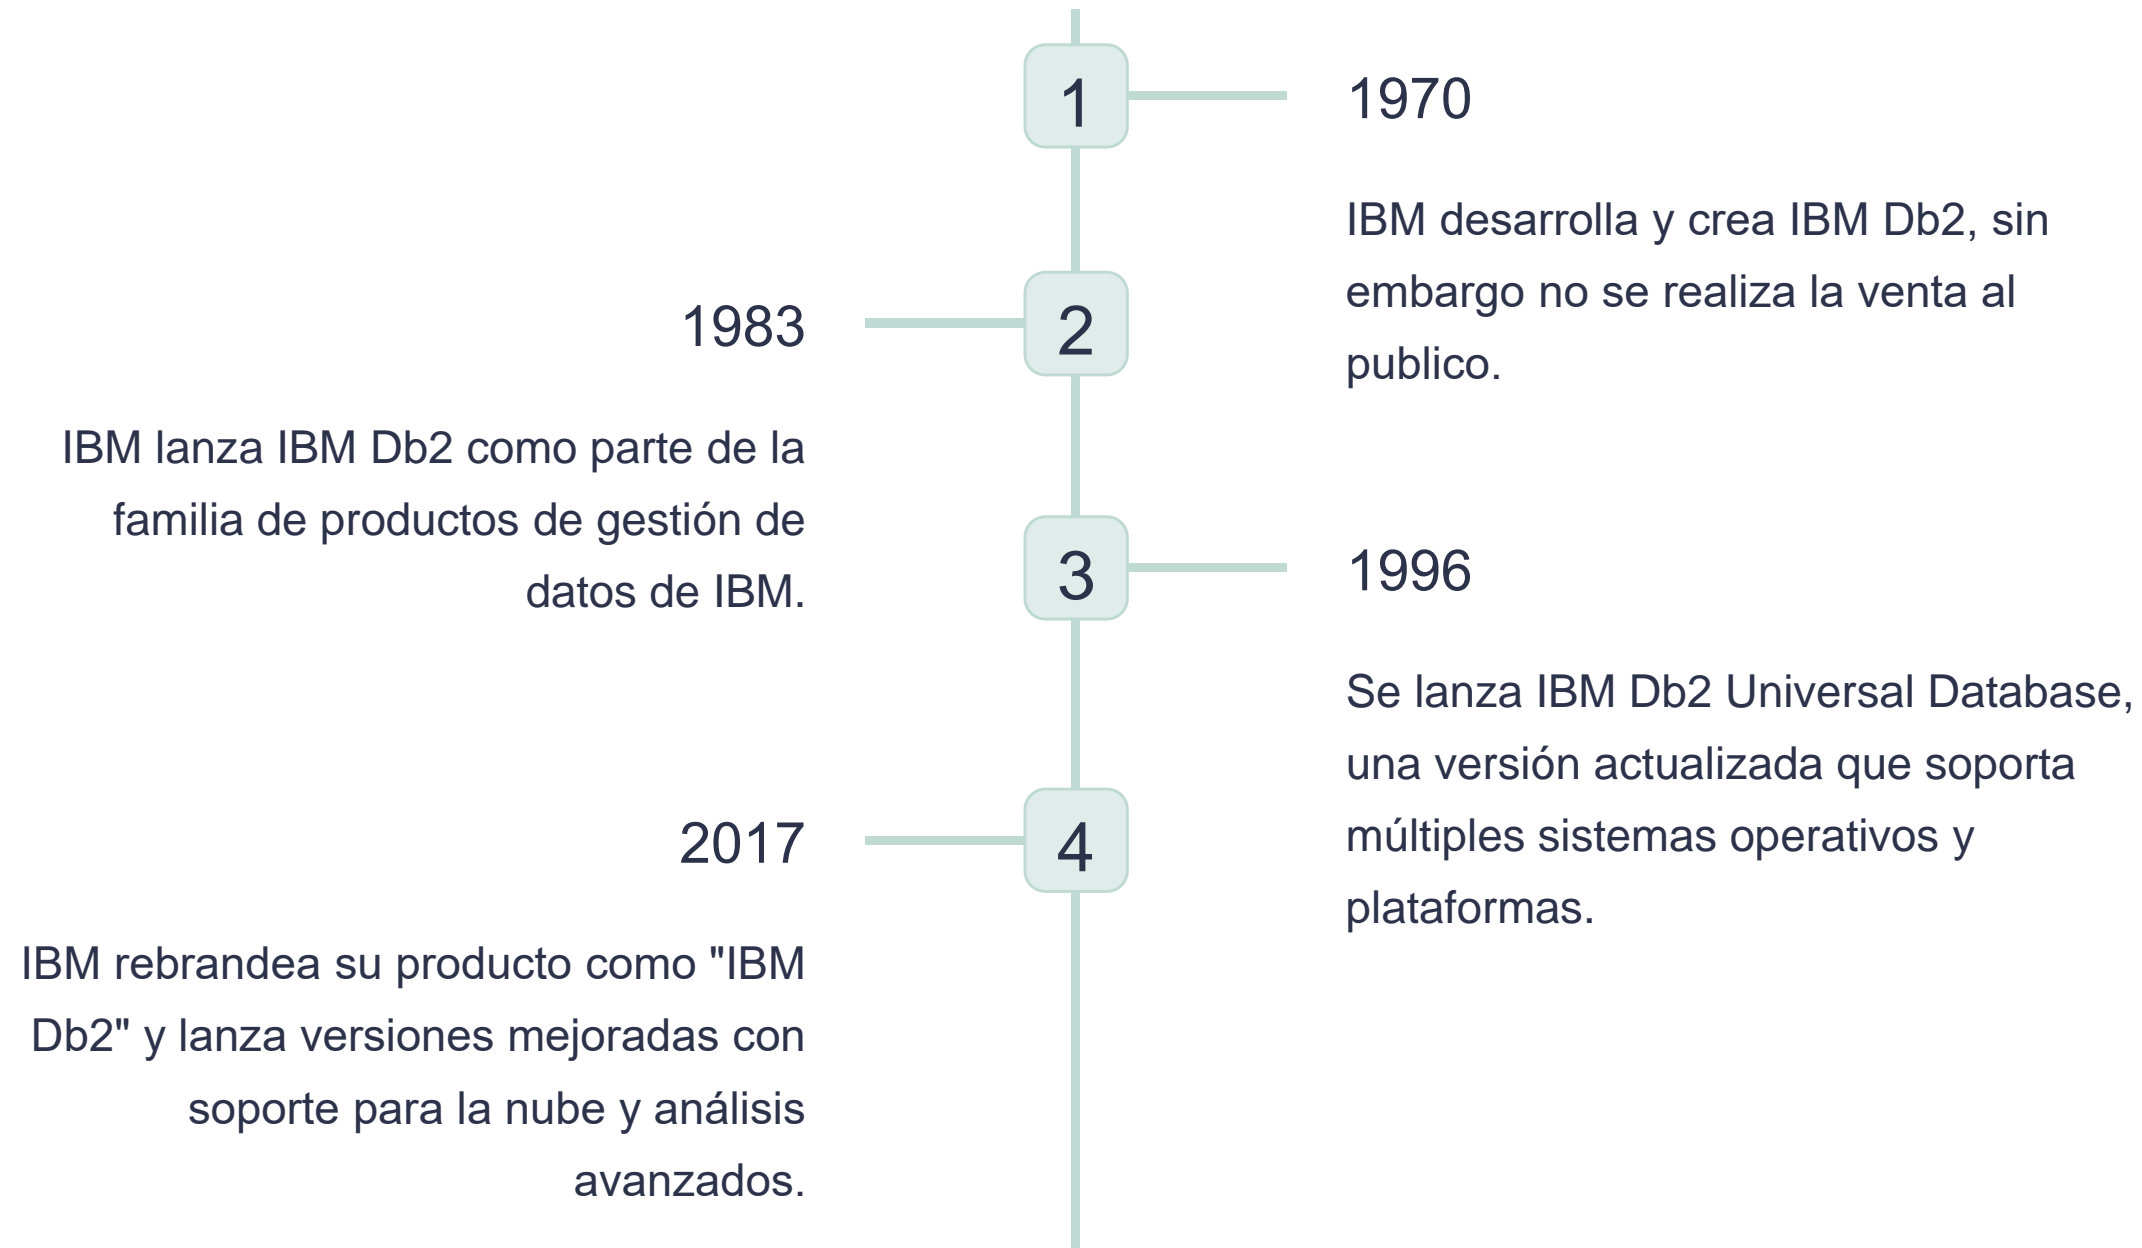 1
1970
IBM desarrolla y crea IBM Db2, sin
embargo no se realiza la venta al
publico.
2
1983
IBM lanza IBM Db2 como parte de la
familia de productos de gestión de
datos de IBM.
3
1996
Se lanza IBM Db2 Universal Database,
una versión actualizada que soporta
múltiples sistemas operativos y
plataformas.
4
2017
IBM rebrandea su producto como "IBM
Db2" y lanza versiones mejoradas con
soporte para la nube y análisis
avanzados.